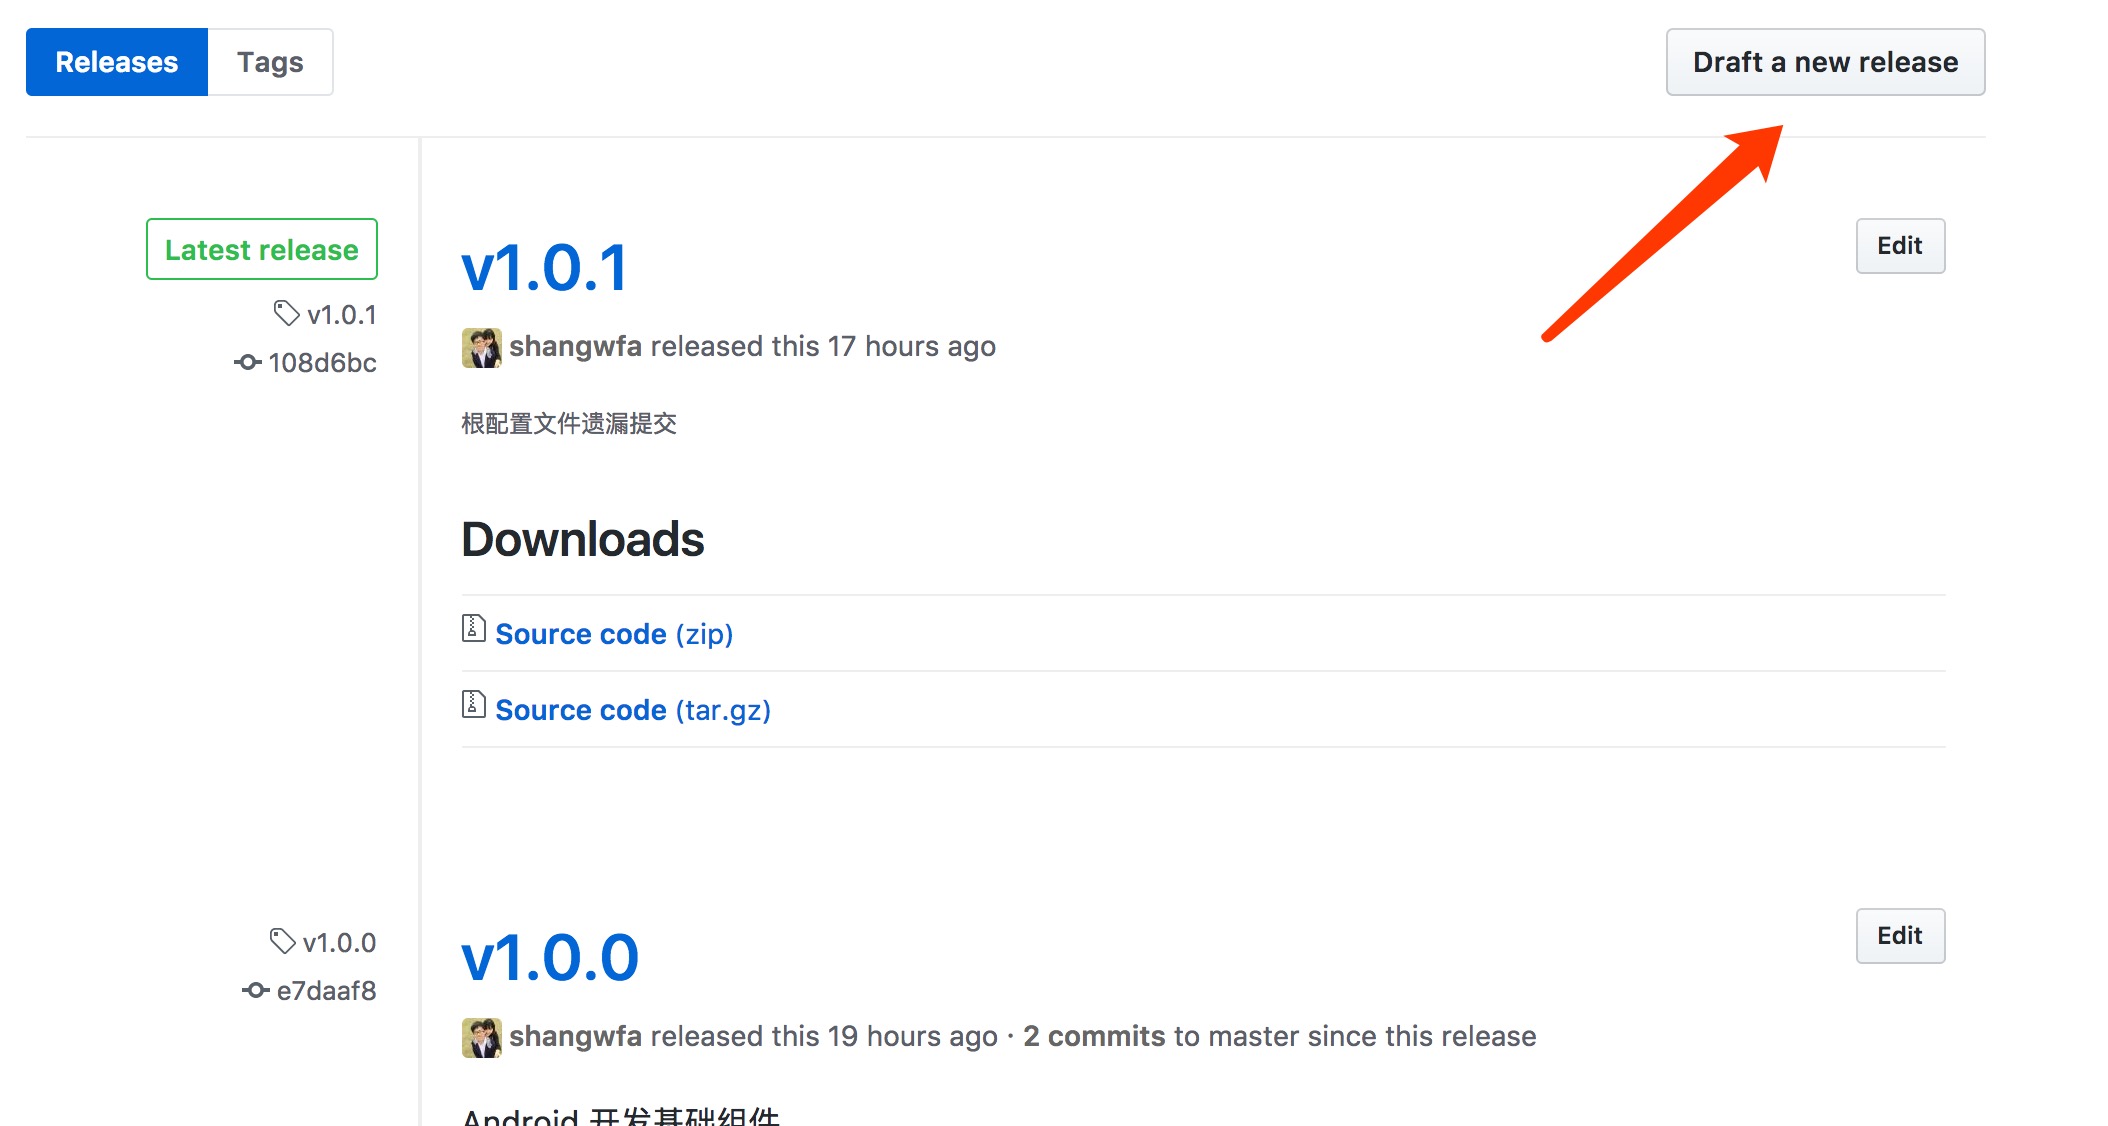 Releases Tags Draft a new release
Latest release
v1.0.1
108d6bc
v1.0.1
Edit
shangwfa released this 17 hours ago
根配置文件遗漏提交
Downloads
Source code (zip)
Source code (tar.gz)
v1.0.0
e7daaf8
v1.0.0
Edit
shangwfa released this 19 hours ago · 2 commits to master since this release
Android 开发基础组件